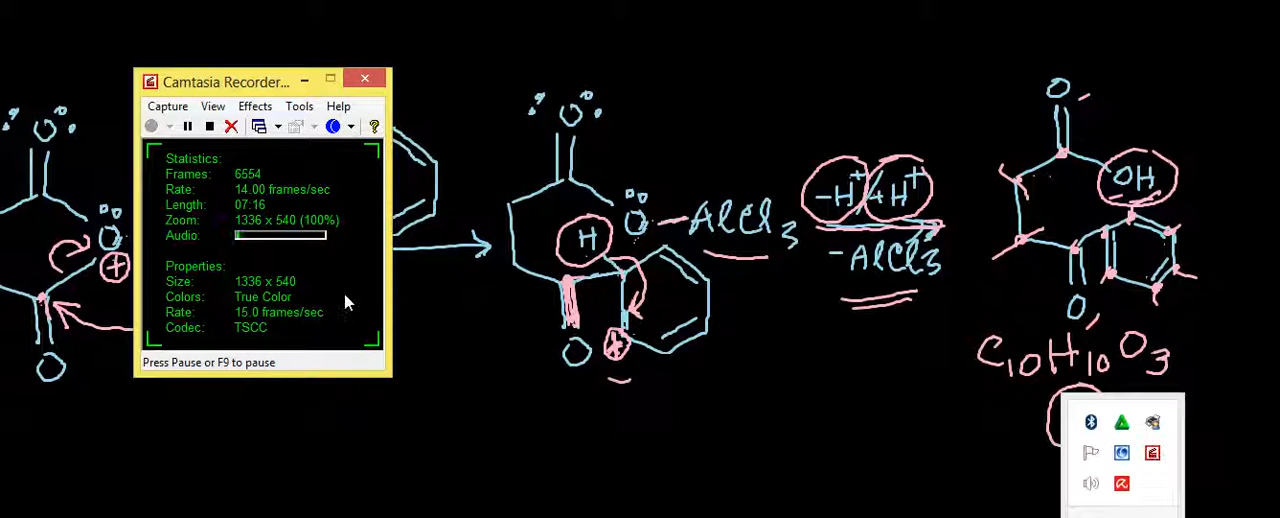 Camtasia Recorder...
Capture View Effects Tools Help
Statistics:
Frames: 6554
Rate: 14.00 frames/sec
Length: 07:16
Zoom: 1336 x 540 (100%)
Audio:
Properties:
Size: 1336 x 540
Colors: True Color
Rate: 15.0 frames/sec
Codec: TSCC
Press Pause or F9 to pause
O
O
+
O
O
O
H
AlCl3
O
+
-H+/+H+
-AlCl3
O
OH
O
C10H10O3